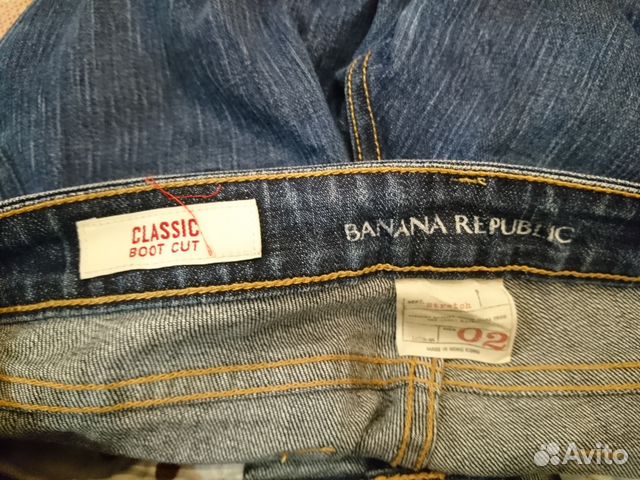 CLASSIC
BOOT CUT
BANANA REPUBLIC
stretch
02
Avito